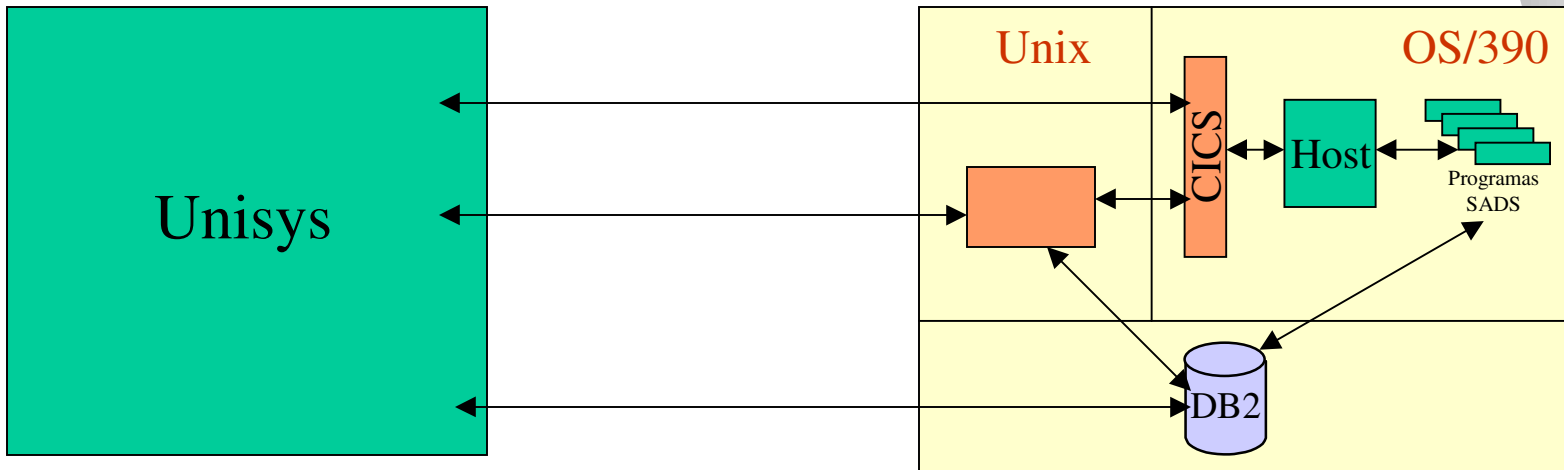 Unix
OS/390
Unisys
CICS
Host
Programas
SADS
DB2